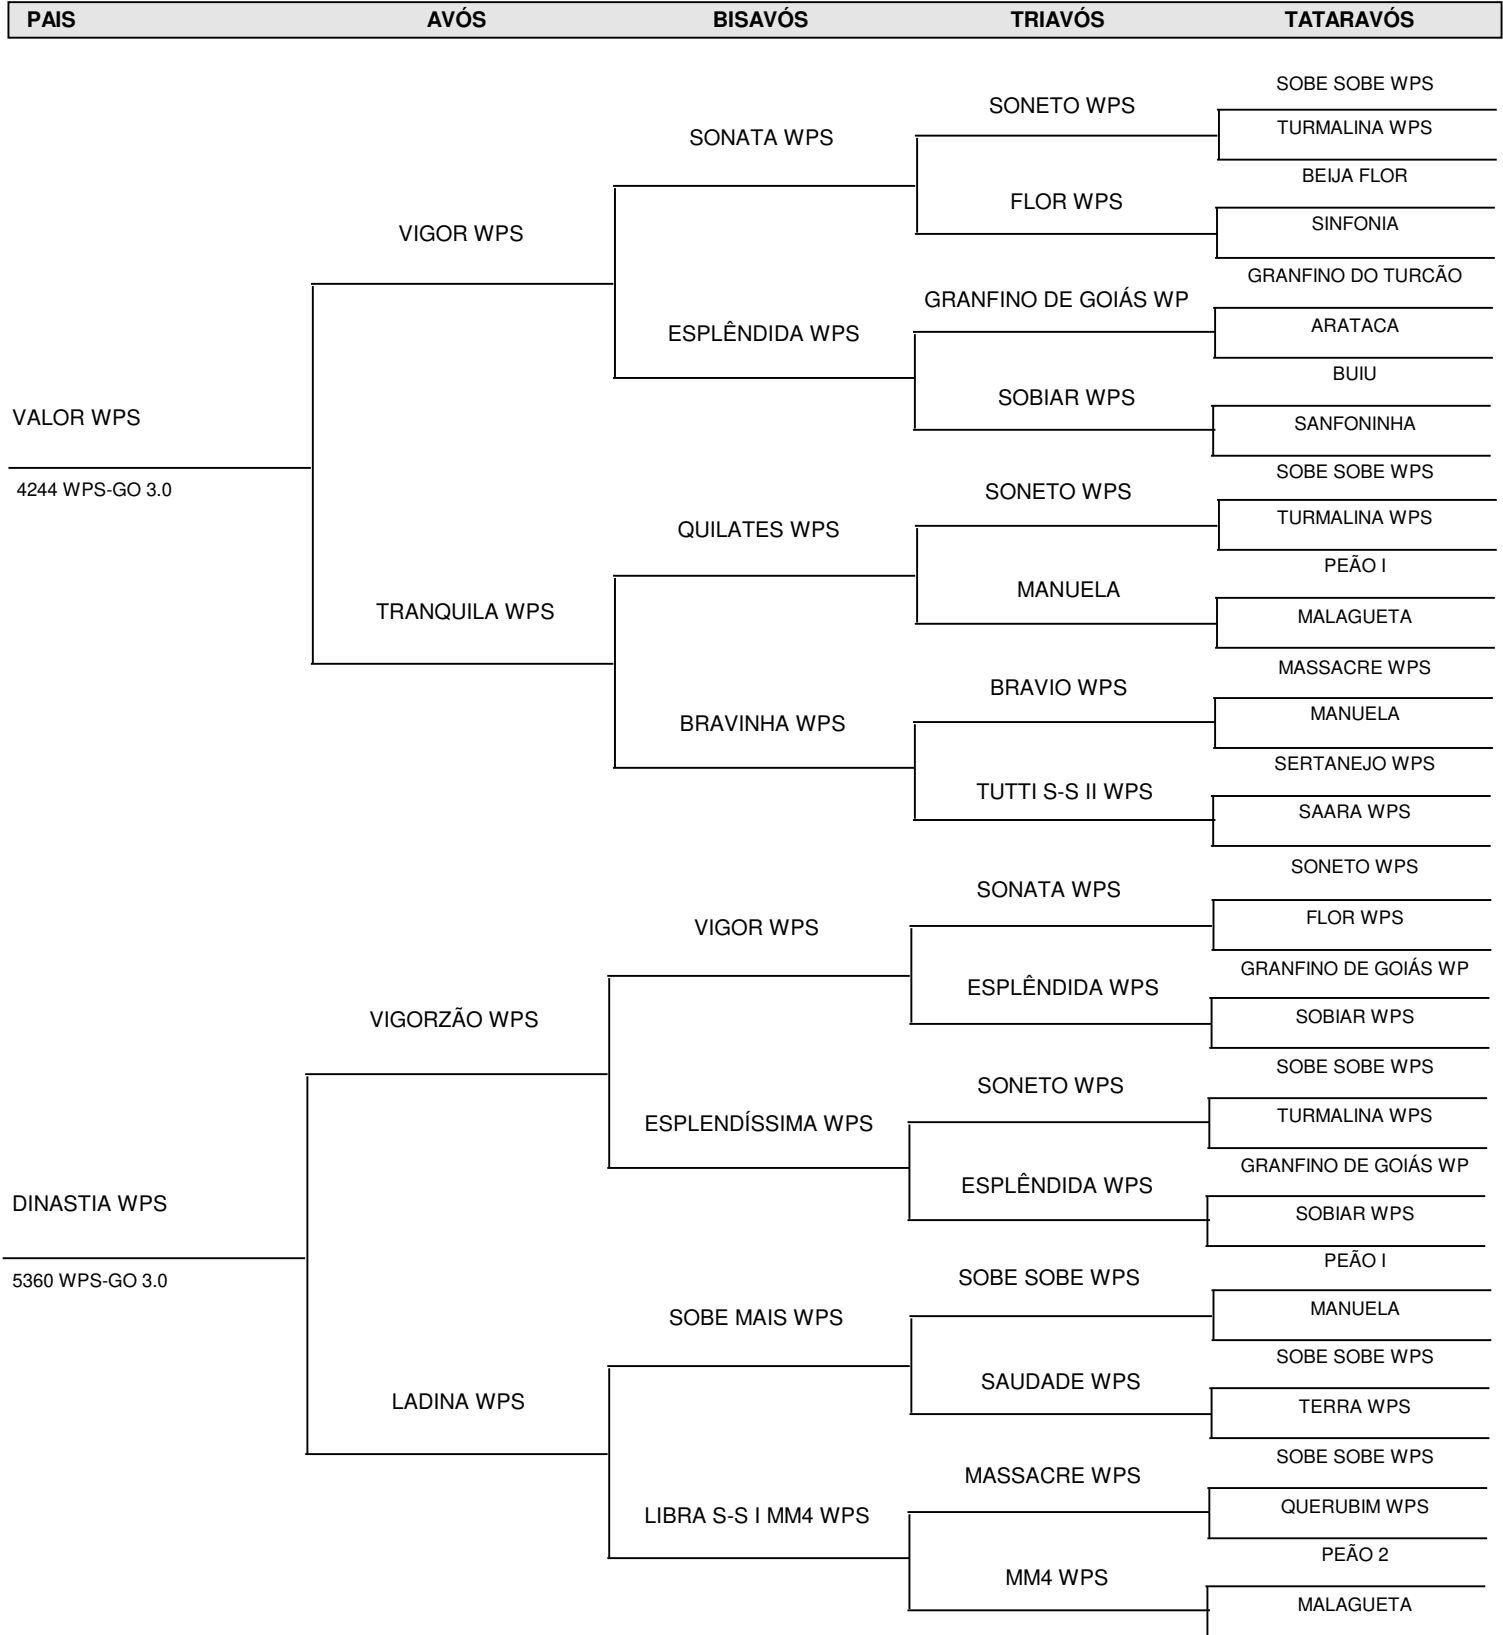 PAIS AVÓS BISAVÓS TRIAVÓS TATARAVÓS
SOBE SOBE WPS
SONETO WPS
TURMALINA WPS
SONATA WPS
BEIJA FLOR
FLOR WPS
SINFONIA
VIGOR WPS
GRANFINO DO TURCÃO
GRANFINO DE GOIÁS WP
ARATACA
ESPLÊNDIDA WPS
BUIU
SOBIAR WPS
SANFONINHA
VALOR WPS
4244 WPS-GO 3.0
SOBE SOBE WPS
SONETO WPS
TURMALINA WPS
QUILATES WPS
PEÃO I
MANUELA
MALAGUETA
TRANQUILA WPS
MASSACRE WPS
BRAVIO WPS
MANUELA
BRAVINHA WPS
SERTANEJO WPS
TUTTI S-S II WPS
SAARA WPS
SONETO WPS
SONATA WPS
FLOR WPS
VIGOR WPS
GRANFINO DE GOIÁS WP
ESPLÊNDIDA WPS
SOBIAR WPS
VIGORZÃO WPS
SOBE SOBE WPS
SONETO WPS
TURMALINA WPS
ESPLENDÍSSIMA WPS
GRANFINO DE GOIÁS WP
ESPLÊNDIDA WPS
SOBIAR WPS
DINASTIA WPS
5360 WPS-GO 3.0
PEÃO I
SOBE SOBE WPS
MANUELA
SOBE MAIS WPS
SOBE SOBE WPS
SAUDADE WPS
TERRA WPS
LADINA WPS
SOBE SOBE WPS
MASSACRE WPS
QUERUBIM WPS
LIBRA S-S I MM4 WPS
PEÃO 2
MM4 WPS
MALAGUETA